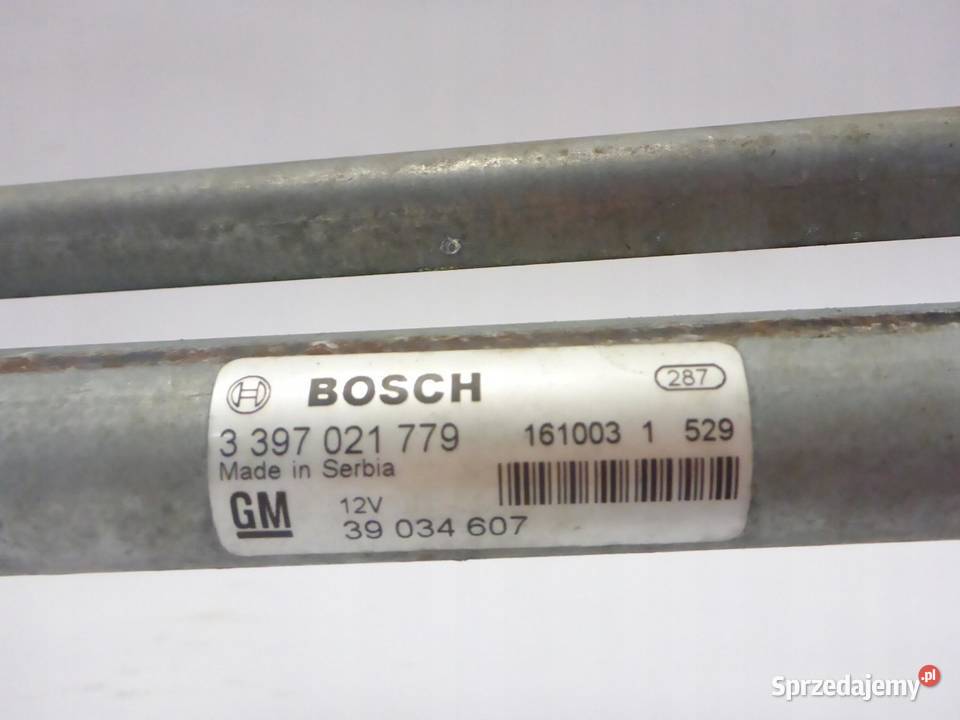 BOSCH 287
3 397 021 779 161003 1 529
Made in Serbia
GM 12V
39 034 607
Sprzedajemy.pl